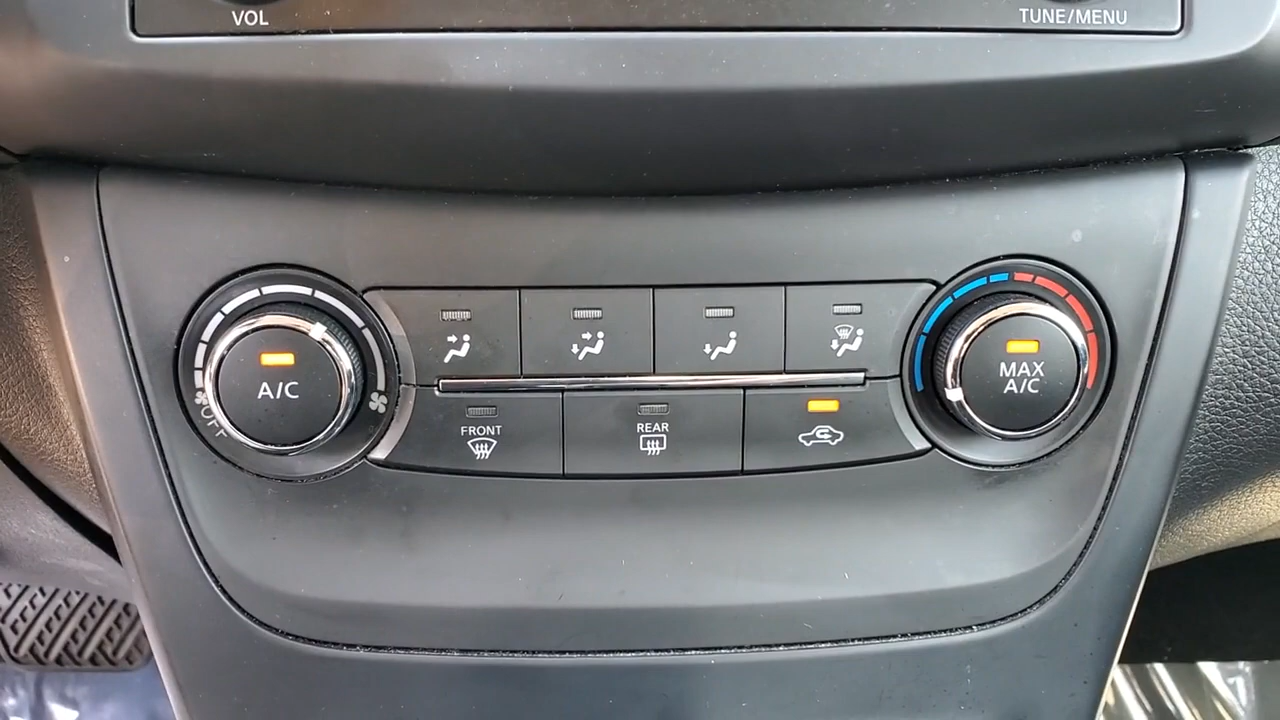 VOL
TUNE/MENU
A/C
OFF
MAX
A/C
FRONT
REAR